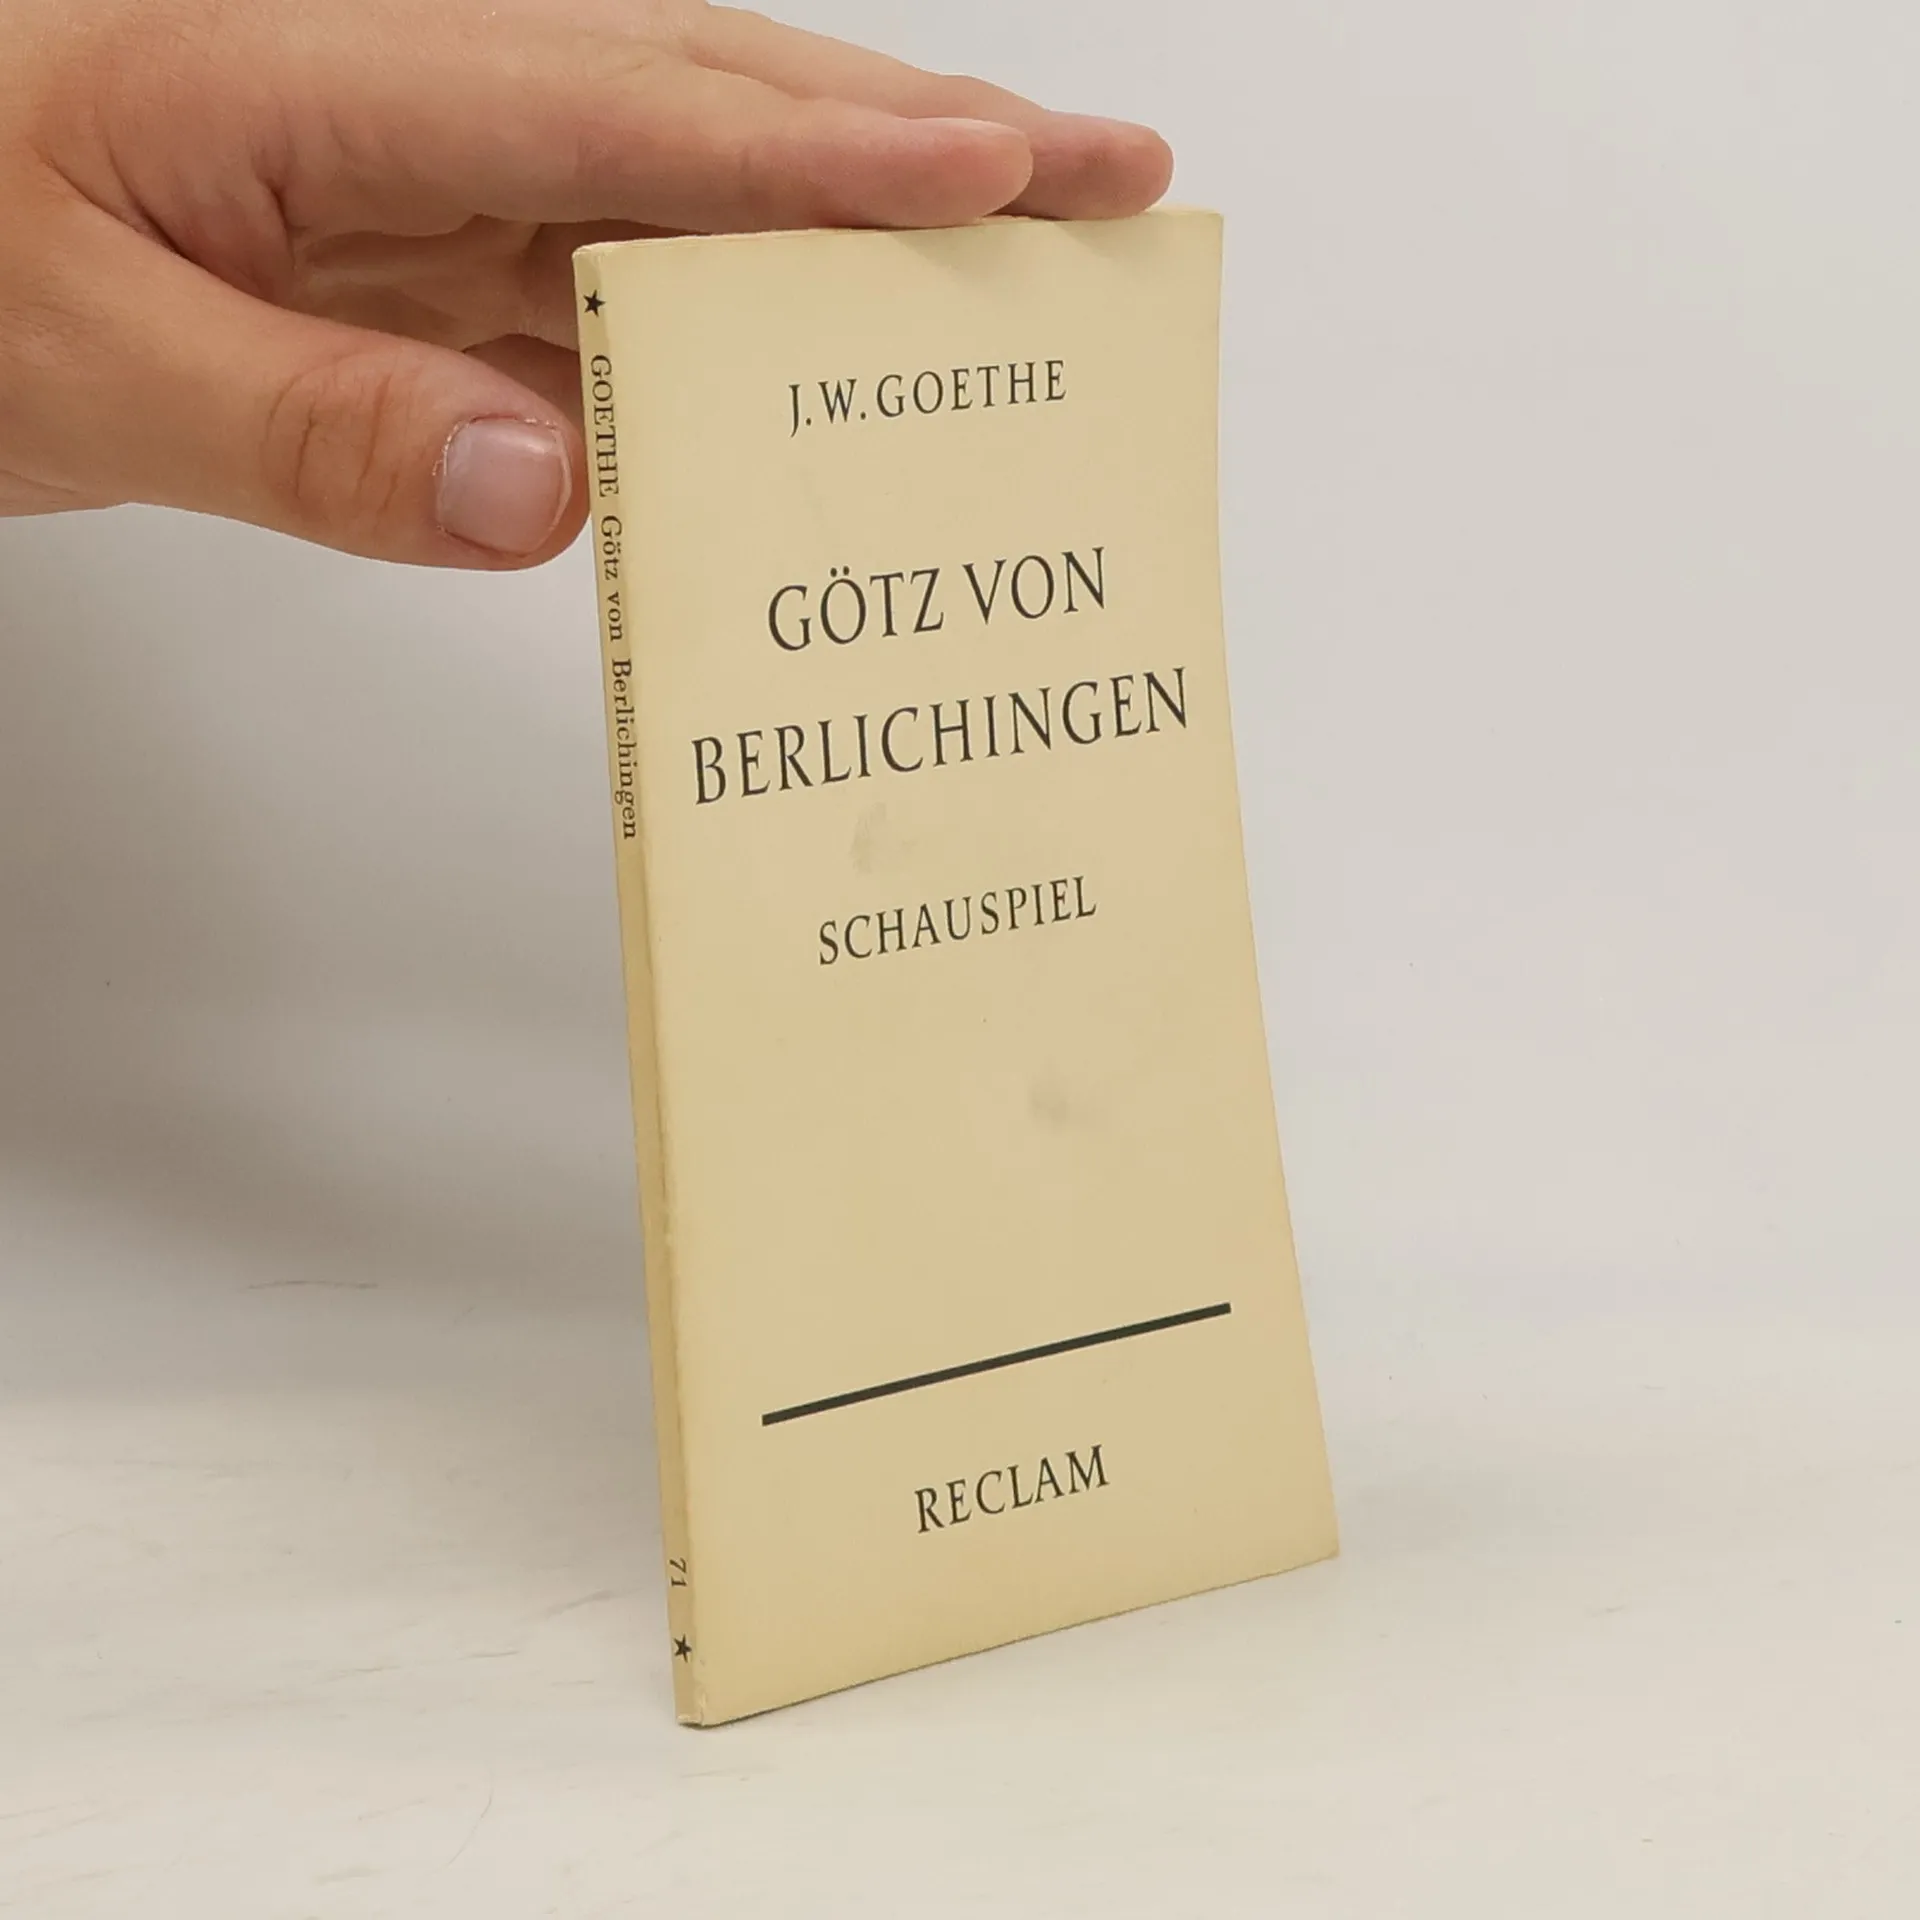 J. W. GOETHE
GÖTZ VON
BERLICHINGEN
SCHAUSPIEL
RECLAM
★ GOETHE Götz von Berlichingen 71 ★